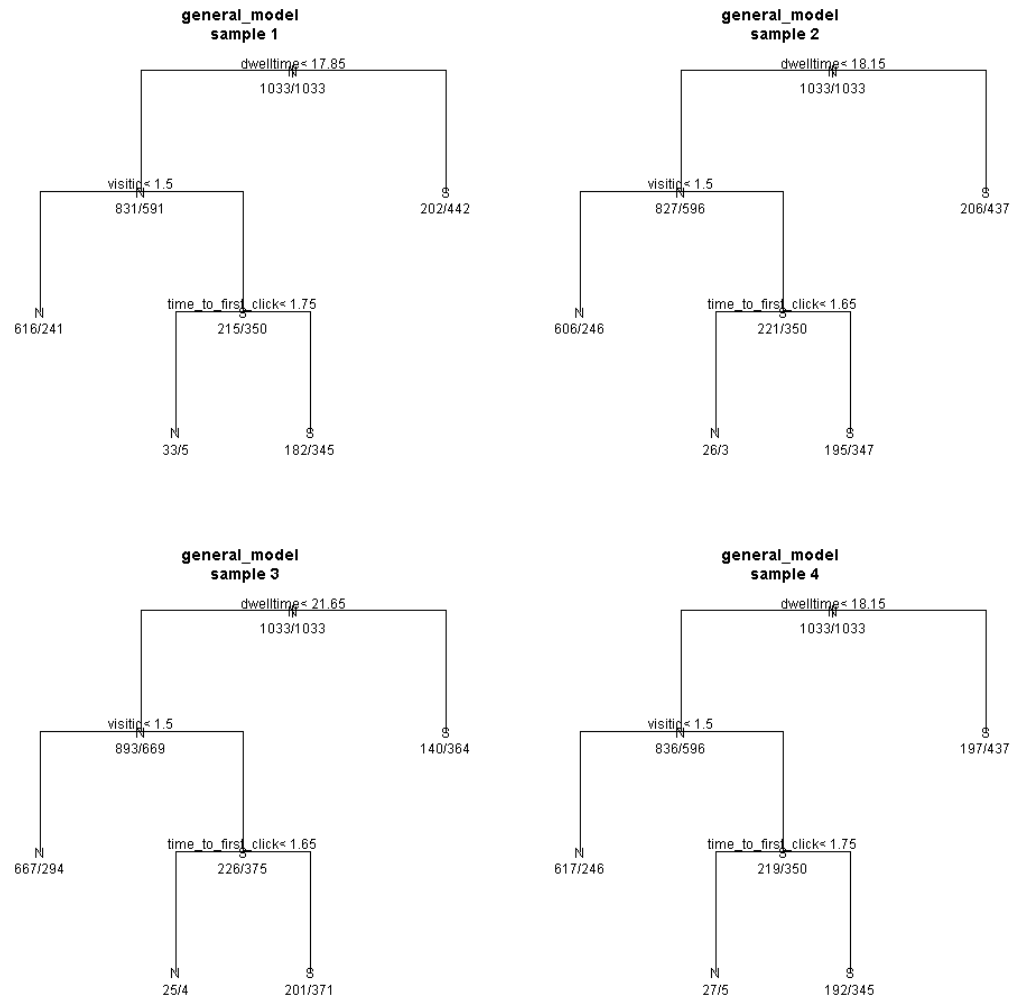 general_model
sample 1
dwelltime< 17.85
N
1033/1033
visitid< 1.5
N
831/591
S
202/442
N
616/241
time_to_first_click< 1.75
S
215/350
N
33/5
S
182/345
general_model
sample 2
dwelltime< 18.15
N
1033/1033
visitid< 1.5
N
827/596
S
206/437
N
606/246
time_to_first_click< 1.65
S
221/350
N
26/3
S
195/347
general_model
sample 3
dwelltime< 21.65
N
1033/1033
visitid< 1.5
N
893/669
S
140/364
N
667/294
time_to_first_click< 1.65
S
226/375
N
25/4
S
201/371
general_model
sample 4
dwelltime< 18.15
N
1033/1033
visitid< 1.5
N
836/596
S
197/437
N
617/246
time_to_first_click< 1.75
S
219/350
N
27/5
S
192/345